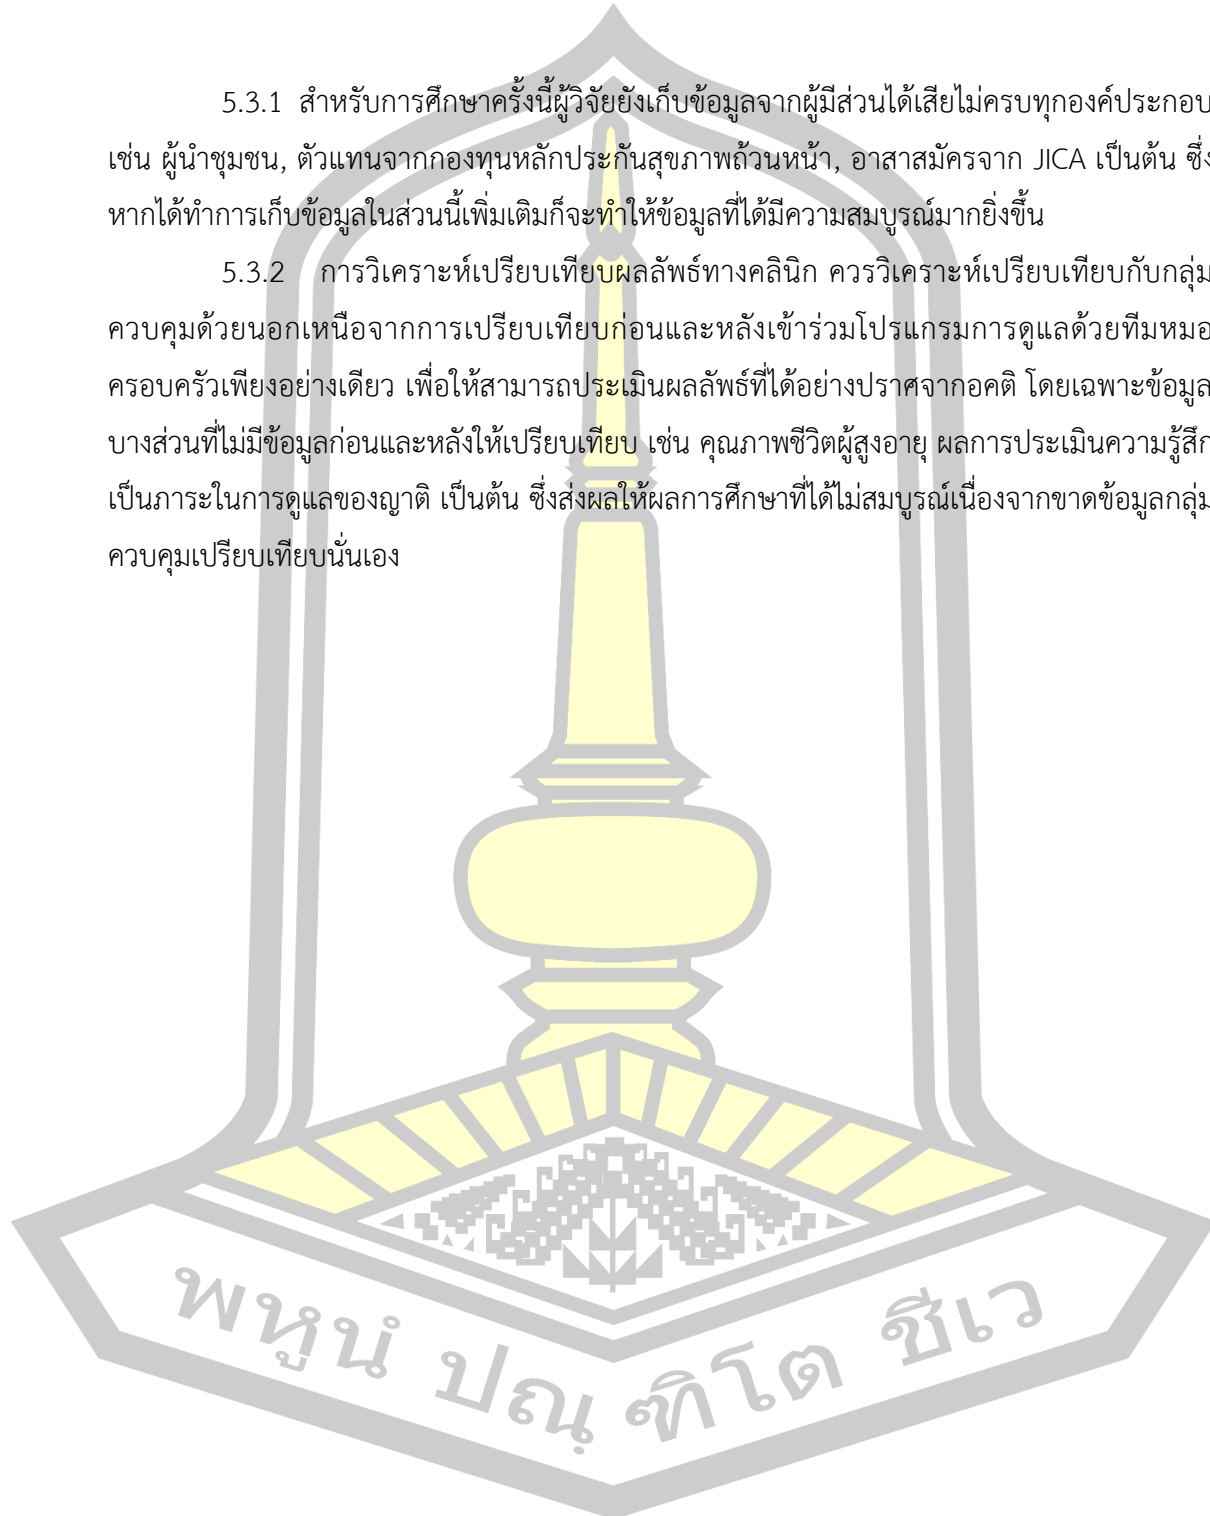 5.3.1 สำหรับการศึกษาครั้งนี้ผู้วิจัยยังเก็บข้อมูลจากผู้มีส่วนได้เสียไม่ครบทุกองค์ประกอบ
เช่น ผู้นำชุมชน, ตัวแทนจากกองทุนหลักประกันสุขภาพถ้วนหน้า, อาสาสมัครจาก JICA เป็นต้น ซึ่ง
หากได้ทำการเก็บข้อมูลในส่วนนี้เพิ่มเติมก็จะทำให้ข้อมูลที่ได้มีความสมบูรณ์มากยิ่งขึ้น
5.3.2 การวิเคราะห์เปรียบเทียบผลลัพธ์ทางคลินิก ควรวิเคราะห์เปรียบเทียบกับกลุ่ม
ควบคุมด้วยนอกเหนือจากการเปรียบเทียบก่อนและหลังเข้าร่วมโปรแกรมการดูแลด้วยทีมหมอ
ครอบครัวเพียงอย่างเดียว เพื่อให้สามารถประเมินผลลัพธ์ที่ได้อย่างปราศจากอคติ โดยเฉพาะข้อมูล
บางส่วนที่ไม่มีข้อมูลก่อนและหลังให้เปรียบเทียบ เช่น คุณภาพชีวิตผู้สูงอายุ ผลการประเมินความรู้สึก
เป็นภาระในการดูแลของญาติ เป็นต้น ซึ่งส่งผลให้ผลการศึกษาที่ได้ไม่สมบูรณ์เนื่องจากขาดข้อมูลกลุ่ม
ควบคุมเปรียบเทียบนั่นเอง
พหูนํ ปณฺ ฑิโต ชีเว